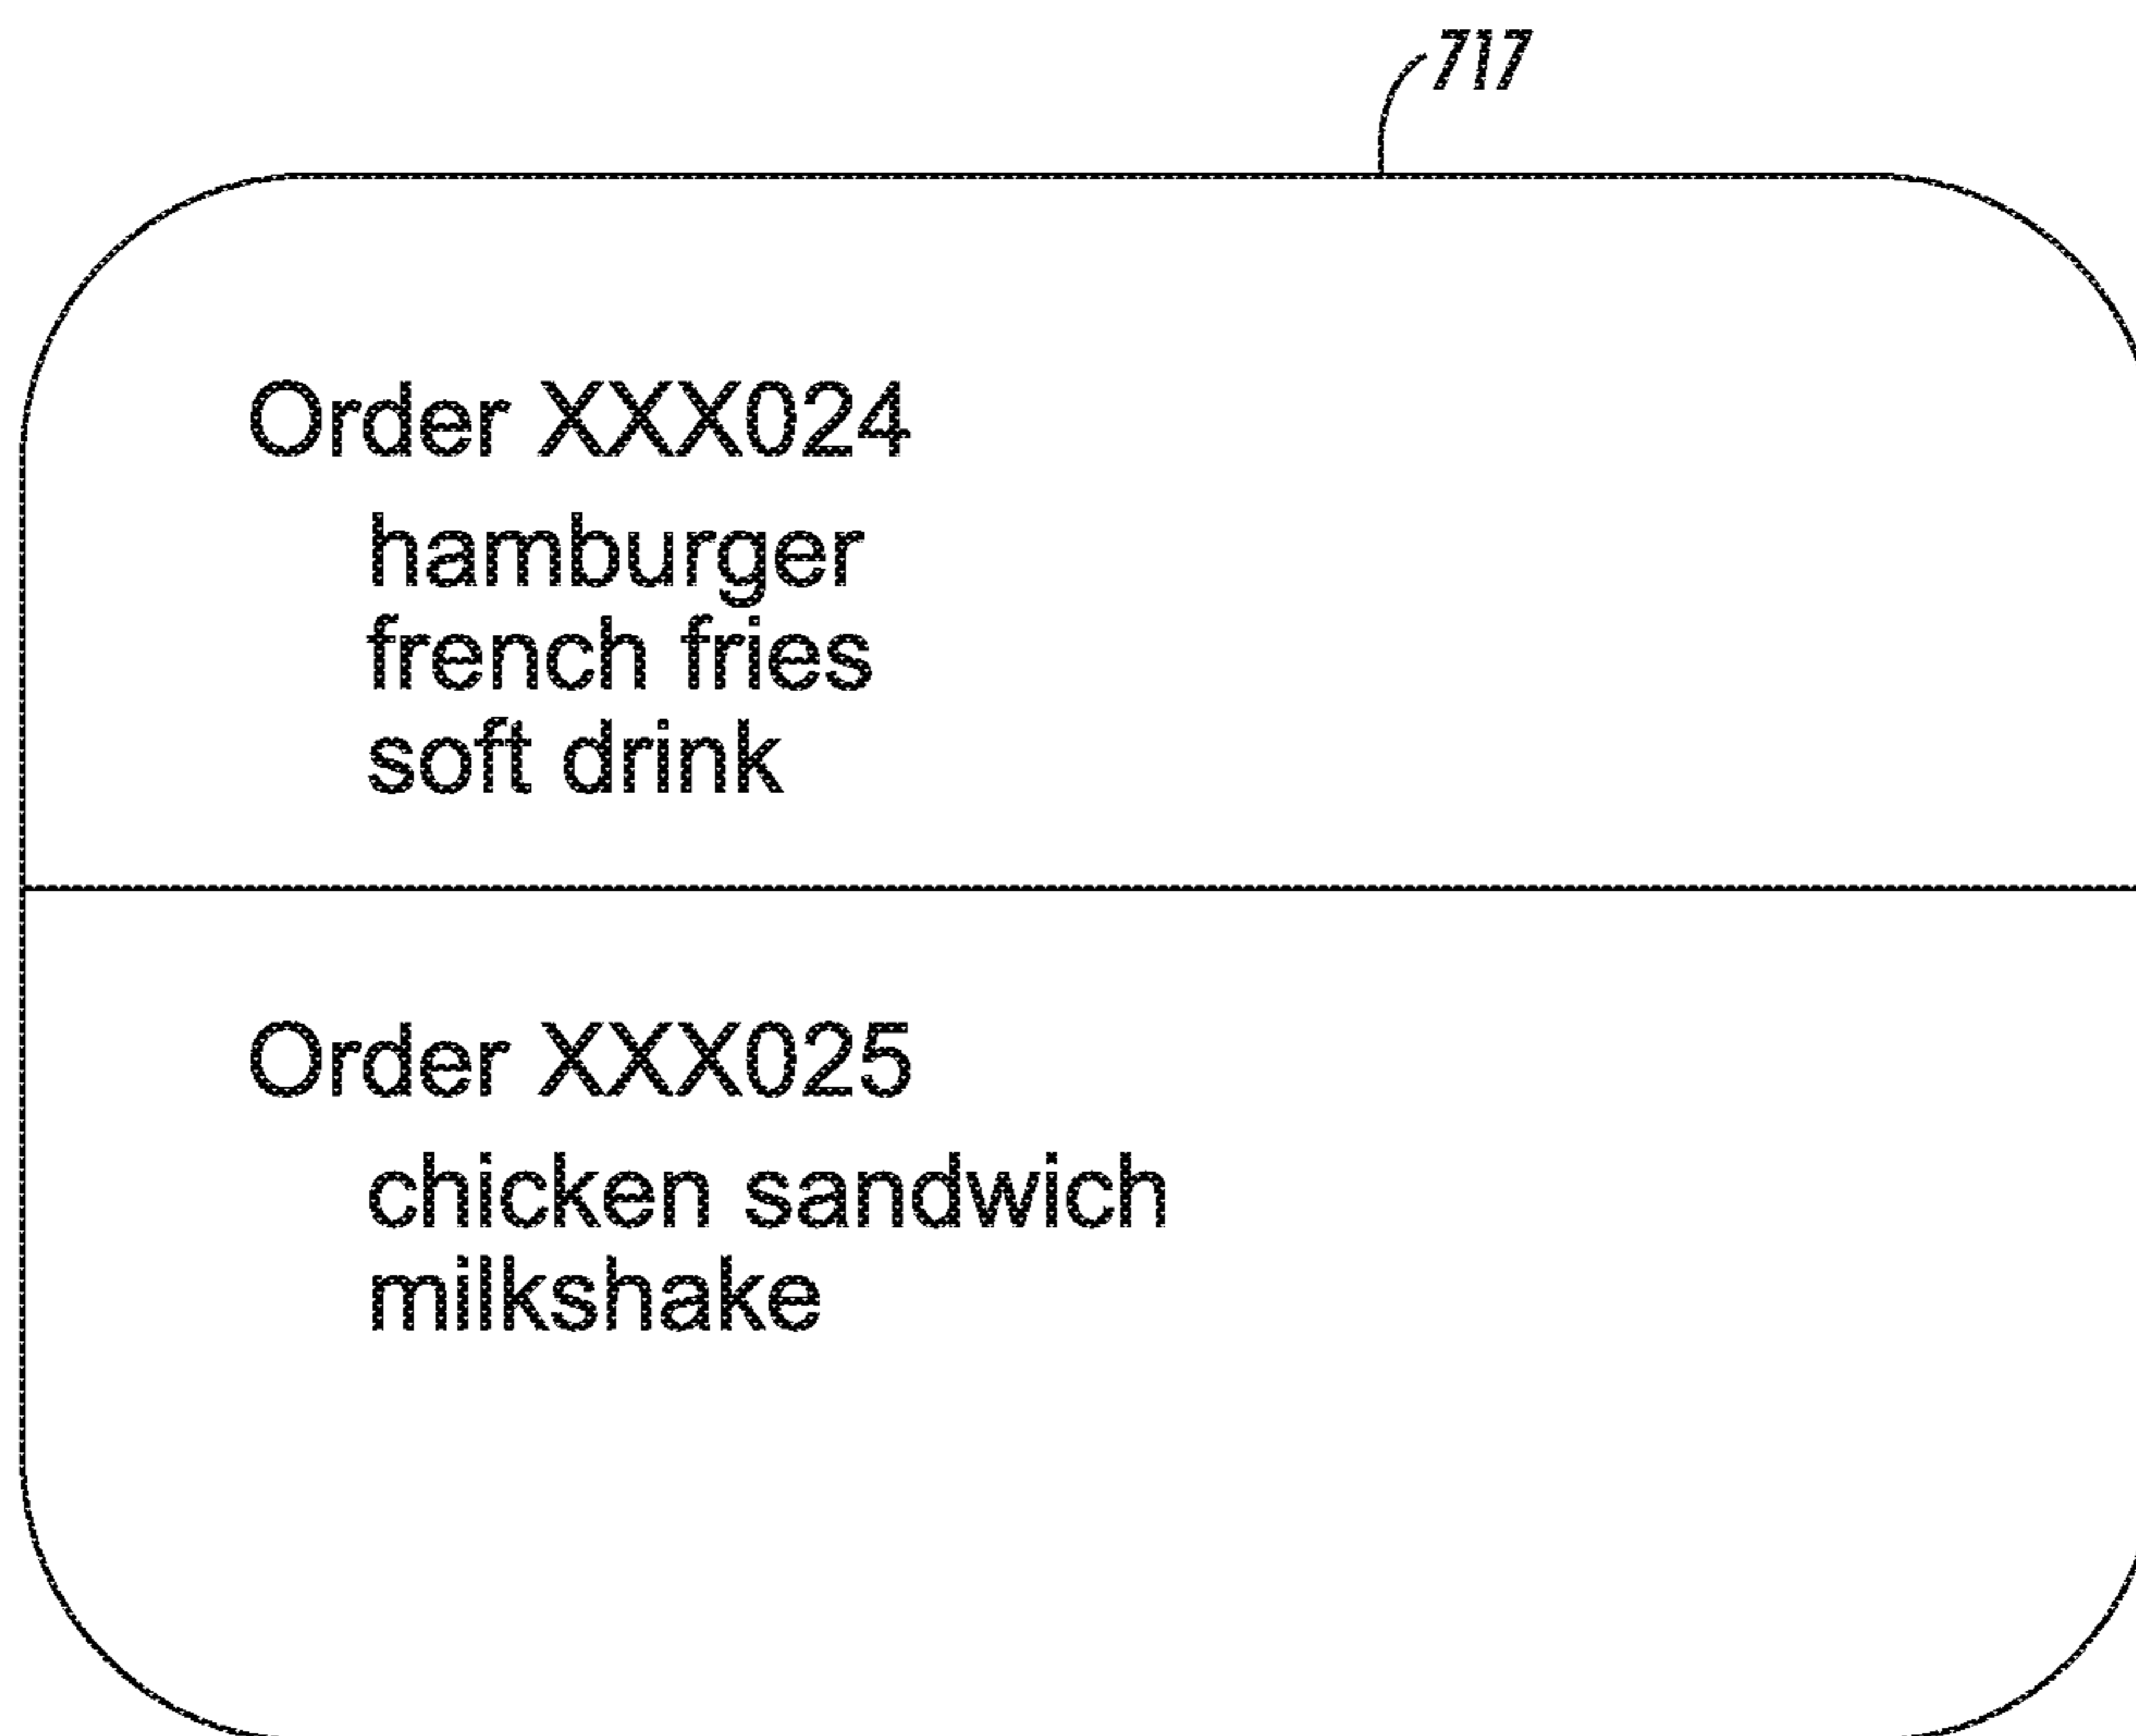 717
Order XXX024
hamburger
french fries
soft drink
Order XXX025
chicken sandwich
milkshake